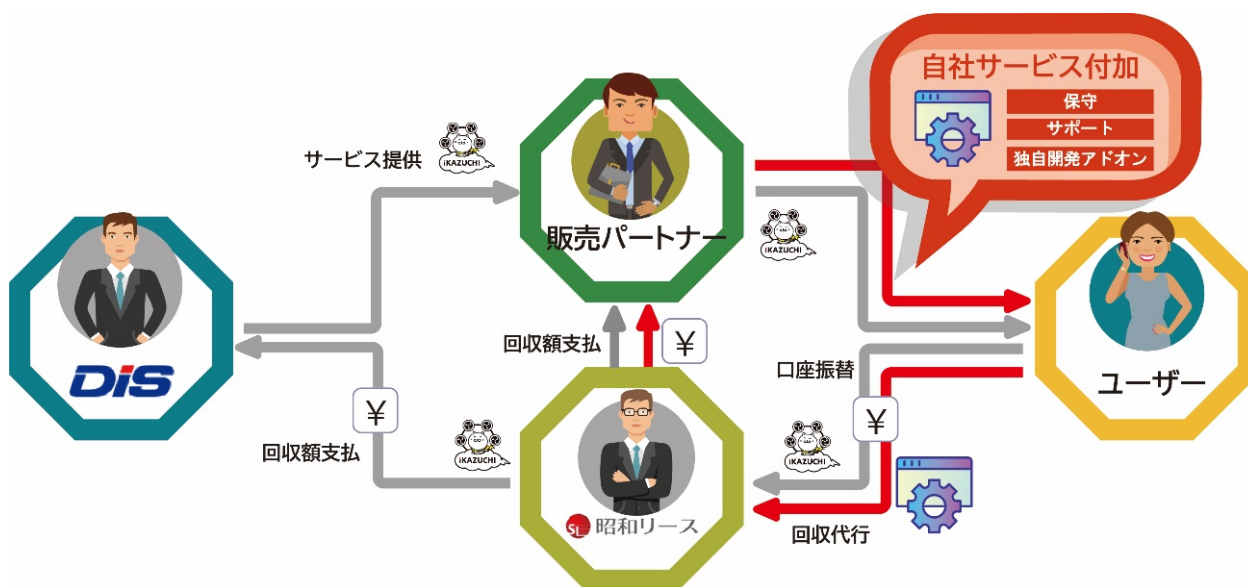 自社サービス付加
保守
サポート
独自開発アドオン
サービス提供
iKAZUCHI
販売パートナー
iKAZUCHI
DiS
回収額支払
¥
口座振替
ユーザー
¥
¥
回収額支払
iKAZUCHI
iKAZUCHI
SL 昭和リース
回収代行